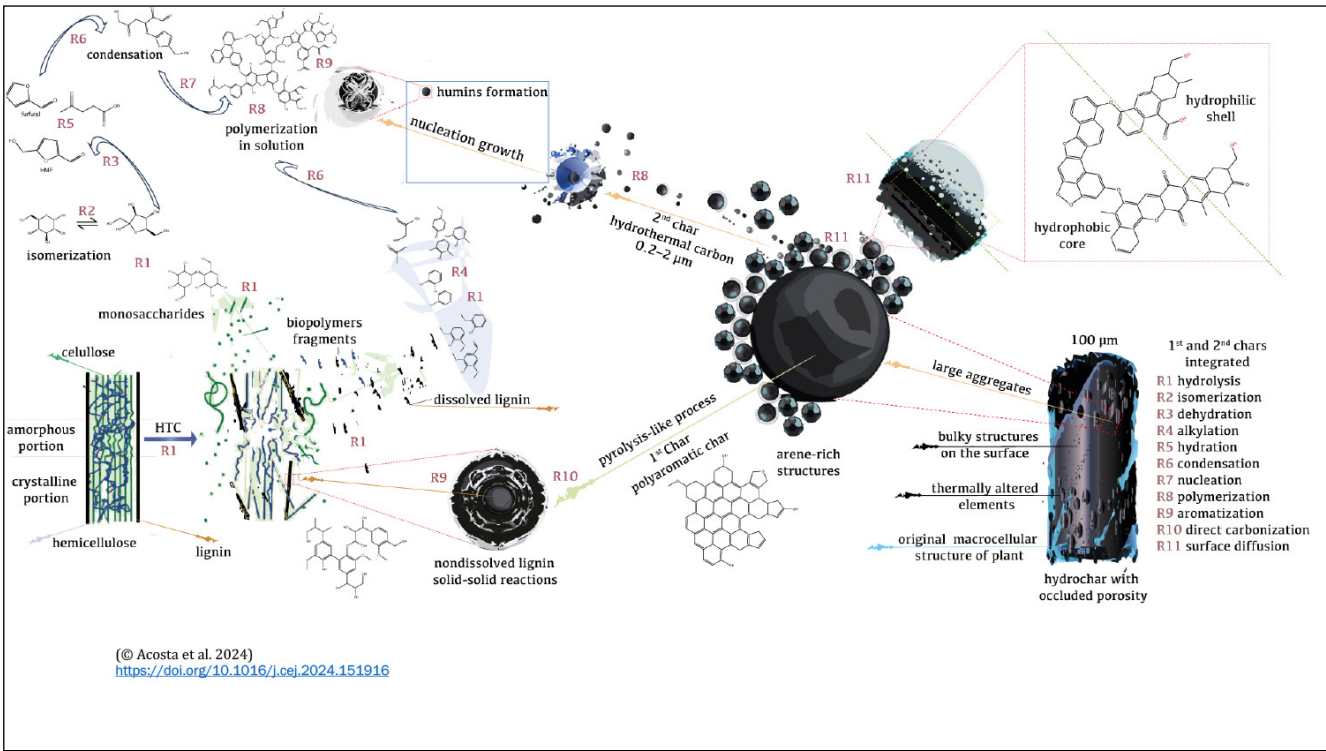 R6
condensation
R7
furfural
R5
HO
HMF
R3
R2
isomerization
R1
R9
R8
polymerization
in solution
humins formation
nucleation growth
R6
R8
2nd char
hydrothermal carbon
0.2–2 μm
R11
R11
hydrophilic
shell
hydrophobic
core
monosaccharides
R1
R4
R1
biopolymers
fragments
dissolved lignin
R1
celullose
amorphous
portion
HTC
R1
crystalline
portion
hemicellulose
lignin
R9
R10
nondissolved lignin
solid-solid reactions
pyrolysis-like process
1st Char
polyaromatic char
arene-rich
structures
large aggregates
100 μm
bulky structures
on the surface
thermally altered
elements
original macrocellular
structure of plant
hydrochar with
occluded porosity
1st and 2nd chars
integrated
R1 hydrolysis
R2 isomerization
R3 dehydration
R4 alkylation
R5 hydration
R6 condensation
R7 nucleation
R8 polymerization
R9 aromatization
R10 direct carbonization
R11 surface diffusion
(© Acosta et al. 2024)
https://doi.org/10.1016/j.cej.2024.151916